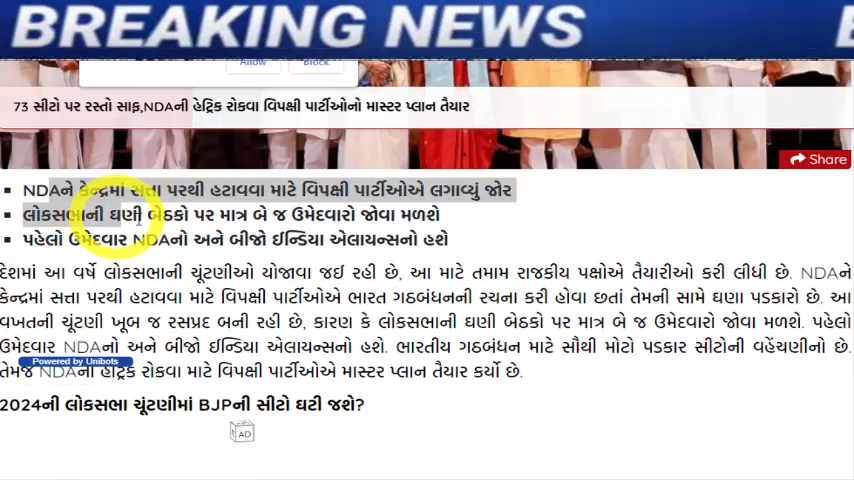 BREAKING NEWS
B
Allow Block
73 સીટો પર રસ્તો સાફ,NDAની હેટ્રિક રોકવા વિપક્ષી પાર્ટીઓનો માસ્ટર પ્લાન તૈયાર
Share
NDAને કેન્દ્રમાં સત્તા પરથી હટાવવા માટે વિપક્ષી પાર્ટીઓએ લગાવ્યું જોર
લોકસભાની ઘણી બેઠકો પર માત્ર બે જ ઉમેદવારો જોવા મળશે
પહેલો ઉમેદવાર NDAનો અને બીજો ઈન્ડિયા એલાયન્સનો હશે
દેશમાં આ વર્ષે લોકસભાની ચૂંટણીઓ યોજાવા જઈ રહી છે, આ માટે તમામ રાજકીય પક્ષોએ તૈયારીઓ કરી લીધી છે. NDAને
કેન્દ્રમાં સત્તા પરથી હટાવવા માટે વિપક્ષી પાર્ટીઓએ ભારત ગઠબંધનની રચના કરી હોવા છતાં તેમની સામે ઘણા પડકારો છે. આ
વખતની ચૂંટણી ખૂબ જ રસપ્રદ બની રહી છે, કારણ કે લોકસભાની ઘણી બેઠકો પર માત્ર બે જ ઉમેદવારો જોવા મળશે. પહેલો
ઉમેદવાર NDAનો અને બીજો ઈન્ડિયા એલાયન્સનો હશે. ભારતીય ગઠબંધન માટે સૌથી મોટો પડકાર સીટોની વહેંચણીનો છે.
Powered by Unibots
તેમજ NDAની હેટ્રિક રોકવા માટે વિપક્ષી પાર્ટીઓએ માસ્ટર પ્લાન તૈયાર કર્યો છે.
2024ની લોકસભા ચૂંટણીમાં BJPની સીટો ઘટી જશે?
AD